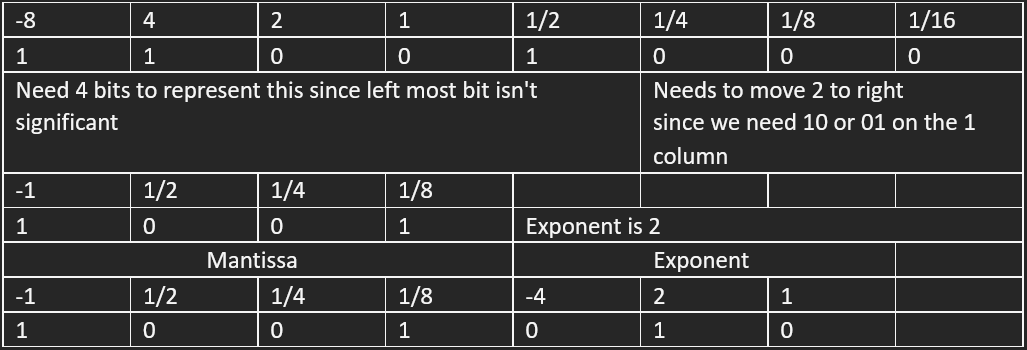 -8 4 2 1 1/2 1/4 1/8 1/16
1 1 0 0 1 0 0 0
Need 4 bits to represent this since left most bit isn't
significant
Needs to move 2 to right
since we need 10 or 01 on the 1
column
-1 1/2 1/4 1/8
1 0 0 1 Exponent is 2
Mantissa Exponent
-1 1/2 1/4 1/8 -4 2 1
1 0 0 1 0 1 0